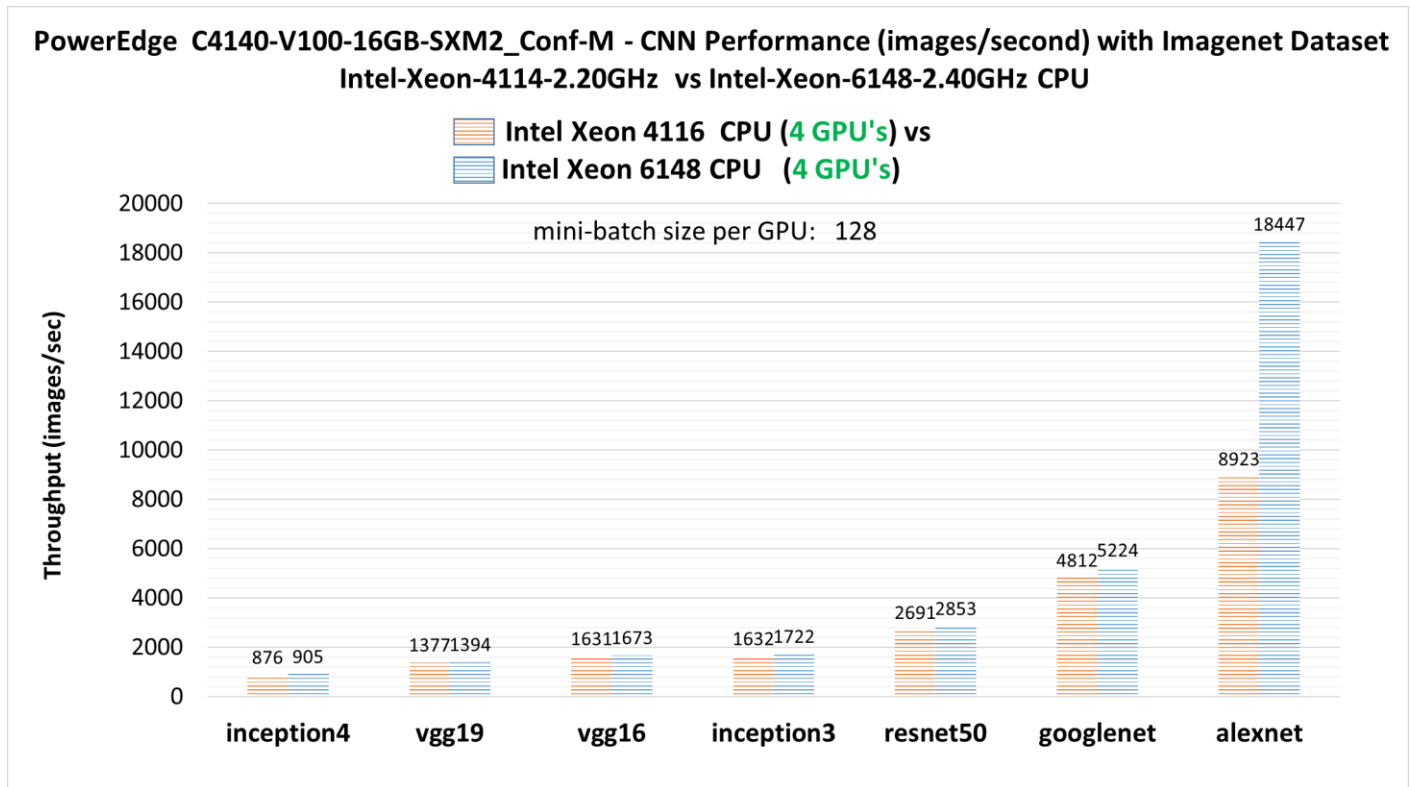 PowerEdge C4140-V100-16GB-SXM2_Conf-M - CNN Performance (images/second) with Imagenet Dataset
Intel-Xeon-4114-2.20GHz vs Intel-Xeon-6148-2.40GHz CPU
Intel Xeon 4116 CPU (4 GPU's) vs
Intel Xeon 6148 CPU (4 GPU's)
mini-batch size per GPU: 128
Throughput (images/sec)
20000
18000
16000
14000
12000
10000
8000
6000
4000
2000
0
876 905
1377 1394
1631 1673
1632 1722
2691 2853
4812 5224
8923 18447
inception4 vgg19 vgg16 inception3 resnet50 googlenet alexnet